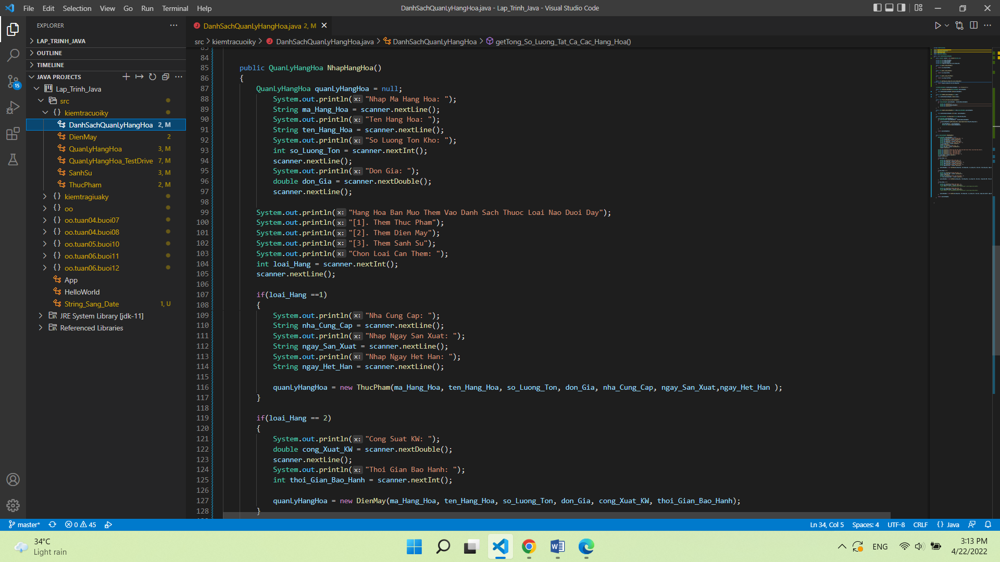 File Edit Selection View Go Run Terminal Help
DanhSachQuanLyHangHoa.java - Lap_Trinh_Java - Visual Studio Code
EXPLORER
LAP_TRINH_JAVA
OUTLINE
TIMELINE
JAVA PROJECTS
Lap_Trinh_Java
src
{} kiemtracuoiky
DanhSachQuanLyHangHoa 2, M
DienMay 2
QuanLyHangHoa 3, M
QuanLyHangHoa_TestDrive 7, M
SanhSu 3, M
ThucPham 2, M
{} kiemtragiuaky
{} oo
{} oo.tuan04.buoi07
{} oo.tuan04.buoi08
{} oo.tuan05.buoi10
{} oo.tuan06.buoi11
{} oo.tuan06.buoi12
App
HelloWorld
String_Sang_Date 1, U
JRE System Library [jdk-11]
Referenced Libraries
15
DanhSachQuanLyHangHoa.java 2, M
src > kiemtracuoiky > DanhSachQuanLyHangHoa.java > DanhSachQuanLyHangHoa > getTong_So_Luong_Tat_Ca_Cac_Hang_Hoa()
83
84
85 public QuanLyHangHoa NhapHangHoa()
86 {
87 QuanLyHangHoa quanLyHangHoa = null;
88 System.out.println(x: "Nhap Ma Hang Hoa: ");
89 String ma_Hang_Hoa = scanner.nextLine();
90 System.out.println(x: "Ten Hang Hoa: ");
91 String ten_Hang_Hoa = scanner.nextLine();
92 System.out.println(x: "So Luong Ton Kho: ");
93 int so_Luong_Ton = scanner.nextInt();
94 scanner.nextLine();
95 System.out.println(x: "Don Gia: ");
96 double don_Gia = scanner.nextDouble();
97 scanner.nextLine();
98
99 System.out.println(x: "Hang Hoa Ban Muo Them Vao Danh Sach Thuoc Loai Nao Duoi Day");
100 System.out.println(x: "[1]. Them Thuc Pham");
101 System.out.println(x: "[2]. Them Dien May");
102 System.out.println(x: "[3]. Them Sanh Su");
103 System.out.println(x: "Chon Loai Can Them: ");
104 int loai_Hang = scanner.nextInt();
105 scanner.nextLine();
106
107 if(loai_Hang ==1)
108 {
109 System.out.println(x: "Nha Cung Cap: ");
110 String nha_Cung_Cap = scanner.nextLine();
111 System.out.println(x: "Nhap Ngay San Xuat: ");
112 String ngay_San_Xuat = scanner.nextLine();
113 System.out.println(x: "Nhap Ngay Het Han: ");
114 String ngay_Het_Han = scanner.nextLine();
115
116 quanLyHangHoa = new ThucPham(ma_Hang_Hoa, ten_Hang_Hoa, so_Luong_Ton, don_Gia, nha_Cung_Cap, ngay_San_Xuat,ngay_Het_Han );
117 }
118
119 if(loai_Hang == 2)
120 {
121 System.out.println(x: "Cong Suat KW: ");
122 double cong_Xuat_KW = scanner.nextDouble();
123 scanner.nextLine();
124 System.out.println(x: "Thoi Gian Bao Hanh: ");
125 int thoi_Gian_Bao_Hanh = scanner.nextInt();
126
127 quanLyHangHoa = new DienMay(ma_Hang_Hoa, ten_Hang_Hoa, so_Luong_Ton, don_Gia, cong_Xuat_KW, thoi_Gian_Bao_Hanh);
128 }
master* 0 45
Ln 34, Col 5 Spaces: 4 UTF-8 CRLF {} Java
34°C
Light rain
ENG
3:13 PM
4/22/2022